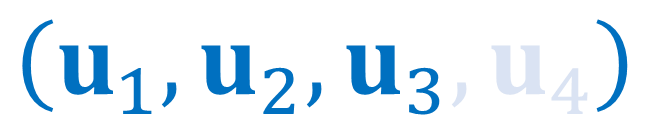 (𝐮₁, 𝐮₂, 𝐮₃, 𝐮₄)